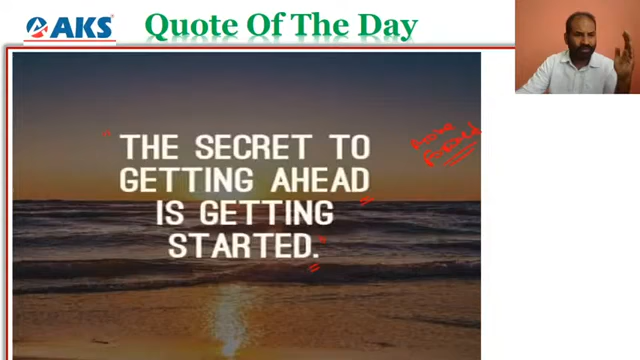 AKS
Quote Of The Day
"THE SECRET TO
GETTING AHEAD
IS GETTING
STARTED."